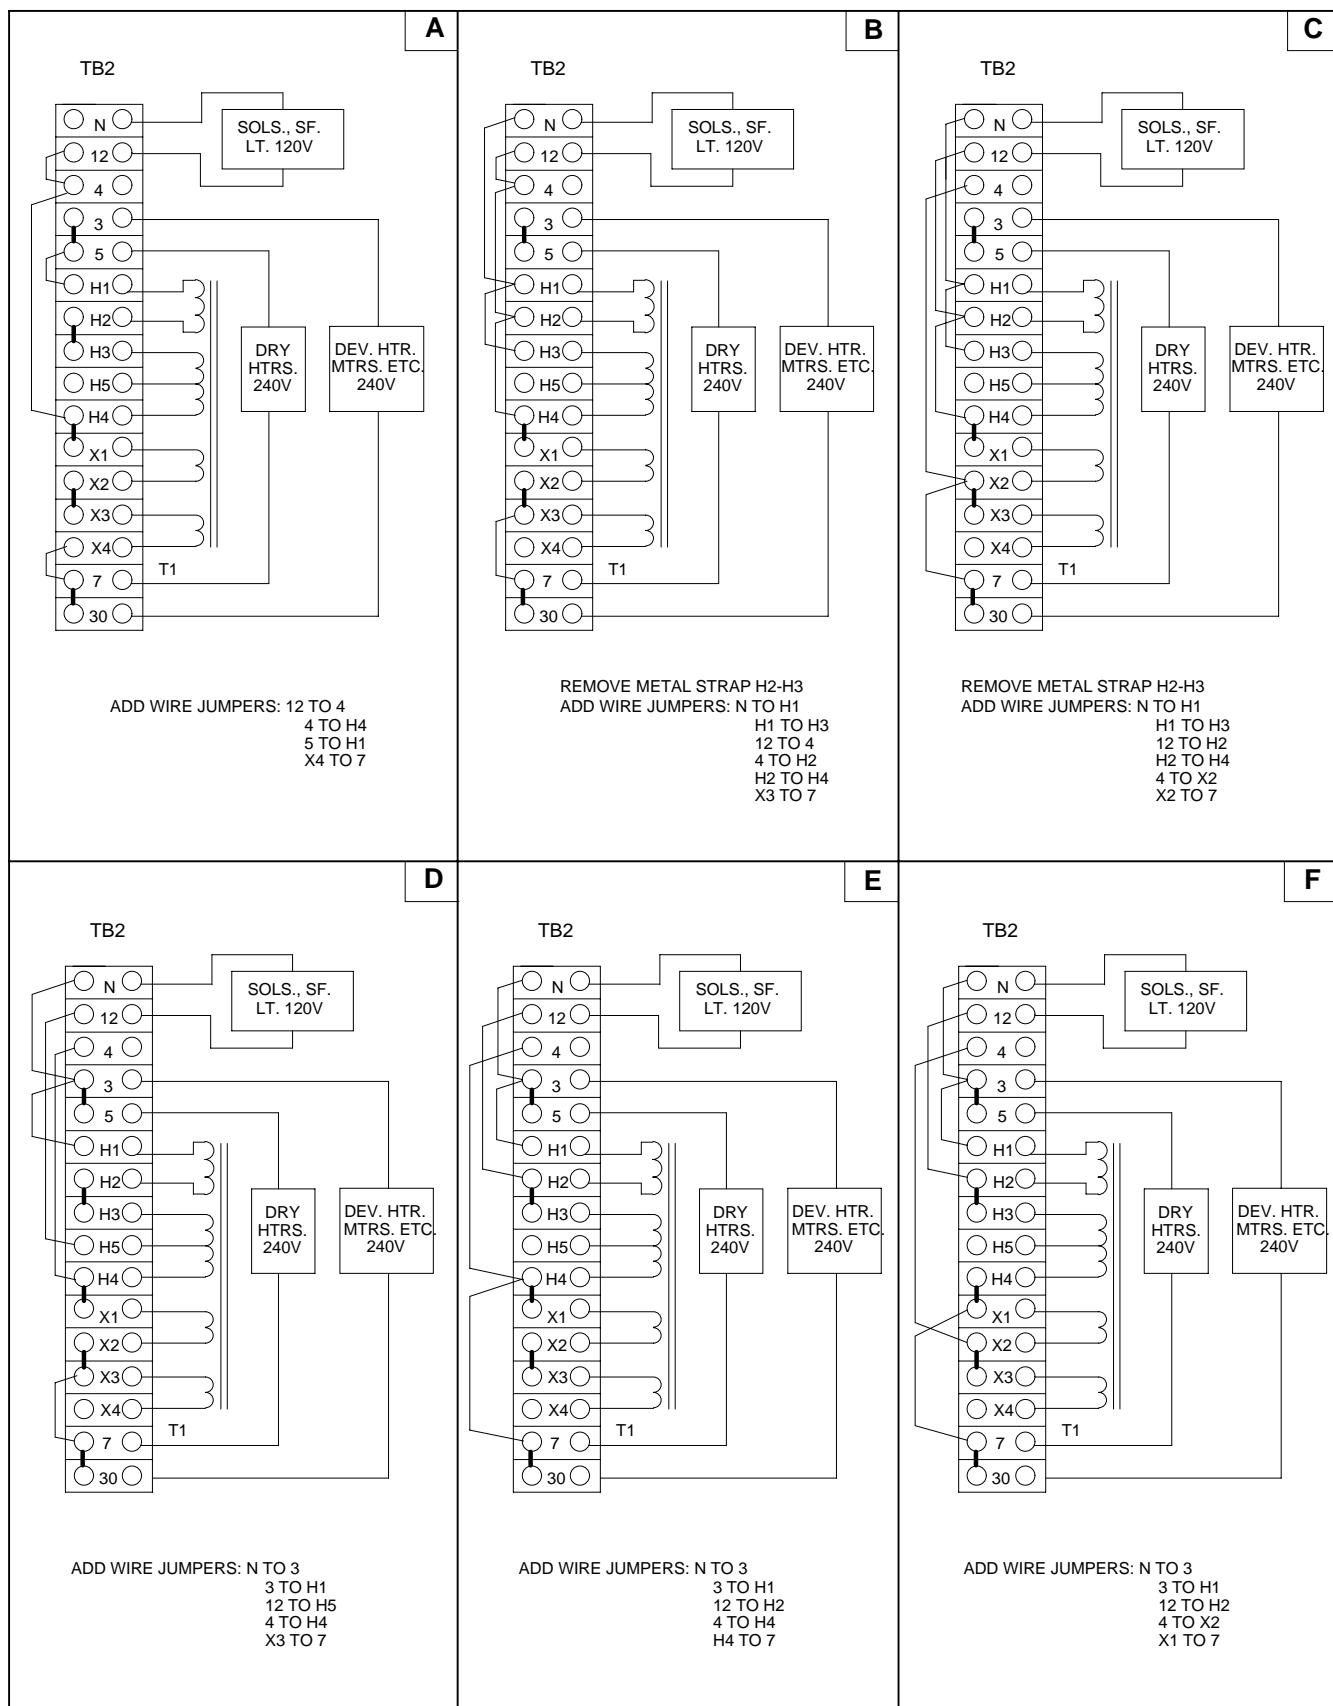 A
TB2
N
SOLS., SF.
LT. 120V
12
4
3
5
H1
H2
H3
DRY
HTRS.
240V
DEV. HTR.
MTRS. ETC.
240V
H5
H4
X1
X2
X3
X4
T1
7
30
ADD WIRE JUMPERS: 12 TO 4
4 TO H4
5 TO H1
X4 TO 7
B
TB2
N
SOLS., SF.
LT. 120V
12
4
3
5
H1
H2
H3
DRY
HTRS.
240V
DEV. HTR.
MTRS. ETC.
240V
H5
H4
X1
X2
X3
X4
T1
7
30
REMOVE METAL STRAP H2-H3
ADD WIRE JUMPERS: N TO H1
H1 TO H3
12 TO 4
4 TO H2
H2 TO H4
X3 TO 7
C
TB2
N
SOLS., SF.
LT. 120V
12
4
3
5
H1
H2
H3
DRY
HTRS.
240V
DEV. HTR.
MTRS. ETC.
240V
H5
H4
X1
X2
X3
X4
T1
7
30
REMOVE METAL STRAP H2-H3
ADD WIRE JUMPERS: N TO H1
H1 TO H3
12 TO H2
H2 TO H4
4 TO X2
X2 TO 7
D
TB2
N
SOLS., SF.
LT. 120V
12
4
3
5
H1
H2
H3
DRY
HTRS.
240V
DEV. HTR.
MTRS. ETC.
240V
H5
H4
X1
X2
X3
X4
T1
7
30
ADD WIRE JUMPERS: N TO 3
3 TO H1
12 TO H5
4 TO H4
X3 TO 7
E
TB2
N
SOLS., SF.
LT. 120V
12
4
3
5
H1
H2
H3
DRY
HTRS.
240V
DEV. HTR.
MTRS. ETC.
240V
H5
H4
X1
X2
X3
X4
T1
7
30
ADD WIRE JUMPERS: N TO 3
3 TO H1
12 TO H2
4 TO H4
H4 TO 7
F
TB2
N
SOLS., SF.
LT. 120V
12
4
3
5
H1
H2
H3
DRY
HTRS.
240V
DEV. HTR.
MTRS. ETC.
240V
H5
H4
X1
X2
X3
X4
T1
7
30
ADD WIRE JUMPERS: N TO 3
3 TO H1
12 TO H2
4 TO X2
X1 TO 7